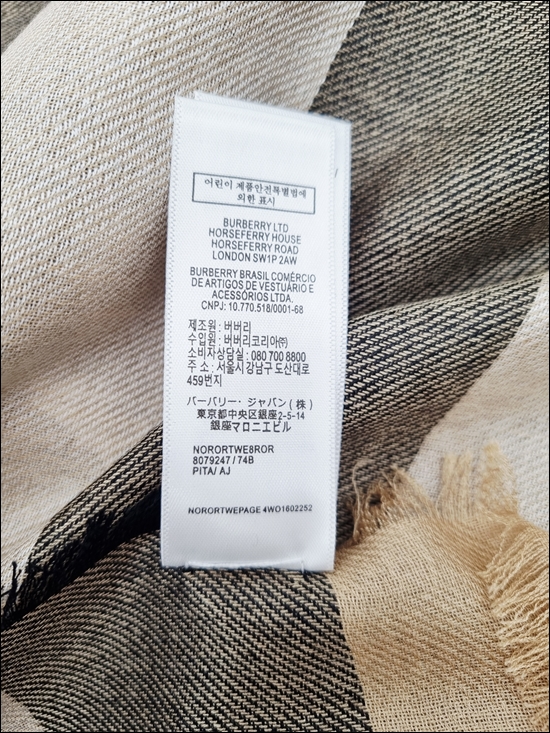 어린이 제품안전특별법에
의한 표시
BURBERRY LTD
HORSEFERRY HOUSE
HORSEFERRY ROAD
LONDON SW1P 2AW
BURBERRY BRASIL COMÉRCIO
DE ARTIGOS DE VESTUÁRIO E
ACESSÓRIOS LTDA.
CNPJ: 10.770.518/0001-68
제조원 : 버버리
수입원 : 버버리코리아㈜
소비자상담실 : 080 700 8800
주 소 : 서울시강남구 도산대로
459번지
バーバリー・ジャパン（株）
東京都中央区銀座2-5-14
銀座マロニエビル
NORORTWE8ROR
8079247 / 74B
PITA/ AJ
NORORTWEPAGE 4WO1602252